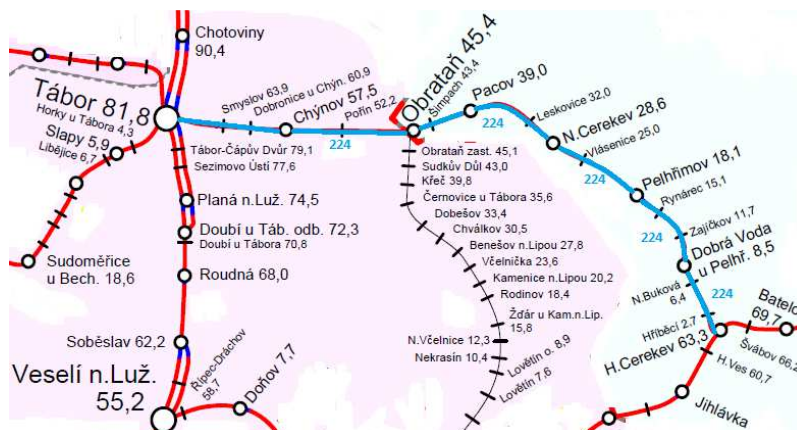 Chotoviny
90,4
Tábor 81,8
Horky u Tábora 4,3
Slapy 5,9
Libějice 6,7
Sudoměřice
u Bech. 18,6
Smyslov 63,9
Dobronice u Chýn. 60,9
Chýnov 57,5
Pořín 52,2
224
Obrataň 45,4
Šimpach 43,4
Pacov 39,0
224
Leskovice 32,0
N.Cerekev 28,6
Vlásenice 25,0
224
Pelhřimov 18,1
Rynárec 15,1
224
Zajíčkov 11,7
Dobrá Voda
u Pelhř. 8,5
N.Buková
6,4
224
Hříběcí 2,7
H.Cerekev 63,3
Batelo
69,7
Švábov 66,2
H.Ves 60,7
Jihlávka
Tábor-Čápův Dvůr 79,1
Sezimovo Ústí 77,6
Planá n.Luž. 74,5
Doubí u Táb. odb. 72,3
Doubí u Tábora 70,8
Roudná 68,0
Soběslav 62,2
Řípec-Dráchov
58,7
Veselí n.Luž.
55,2
Doňov 7,7
Obrataň zast. 45,1
Sudkův Důl 43,0
Křeč 39,8
Černovice u Tábora 35,6
Dobešov 33,4
Chválkov 30,5
Benešov n.Lipou 27,8
Včelnička 23,6
Kamenice n.Lipou 20,2
Rodinov 18,4
Žďár u Kam.n.Lip.
15,8
N.Včelnice 12,3
Nekrasín 10,4
Lovětín o. 8,9
Lovětín 7,6